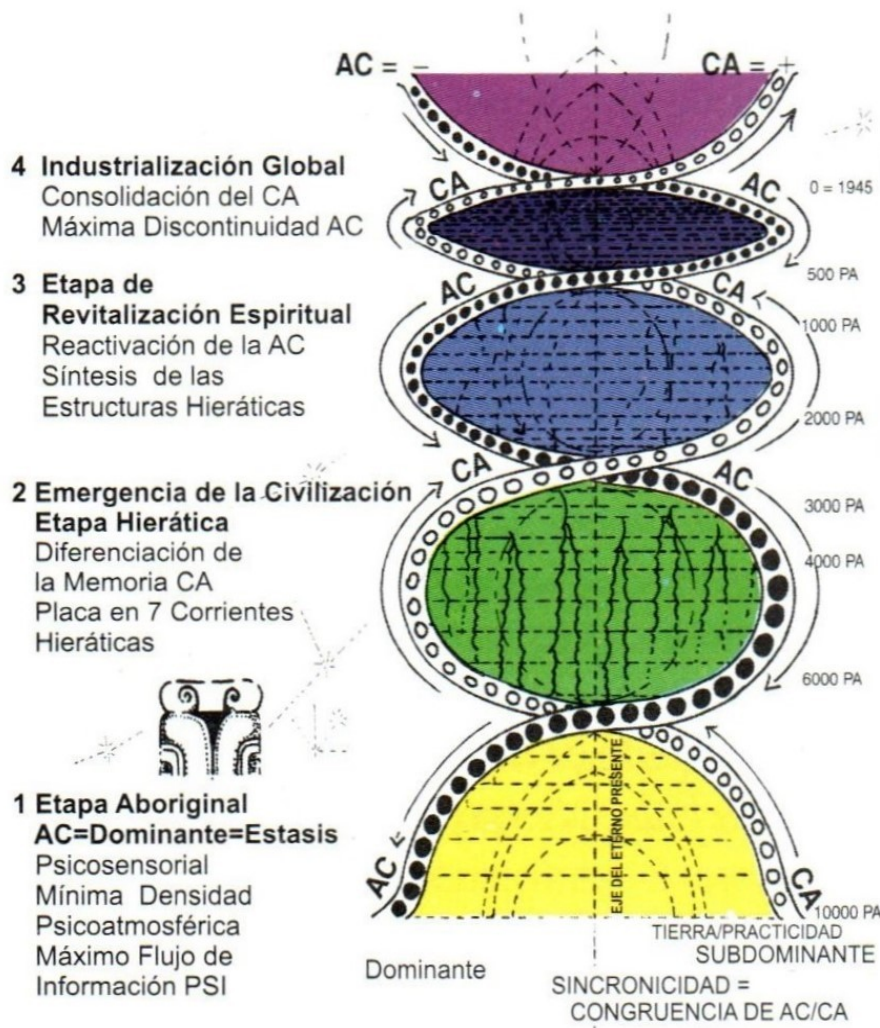 AC = –
CA = +
4 Industrialización Global
Consolidación del CA
Máxima Discontinuidad AC
CA
AC
0 = 1945
3 Etapa de
Revitalización Espiritual
Reactivación de la AC
Síntesis de las
Estructuras Hieráticas
AC
CA
500 PA
1000 PA
2000 PA
2 Emergencia de la Civilización
Etapa Hierática
Diferenciación de
la Memoria CA
Placa en 7 Corrientes
Hieráticas
CA
AC
3000 PA
4000 PA
6000 PA
1 Etapa Aboriginal
AC=Dominante=Estasis
Psicosensorial
Mínima Densidad
Psicoatmosférica
Máximo Flujo de
Información PSI
AC
EJE DEL ETERNO PRESENTE
CA
10000 PA
Dominante
TIERRA/PRACTICIDAD
SUBDOMINANTE
SINCRONICIDAD =
CONGRUENCIA DE AC/CA